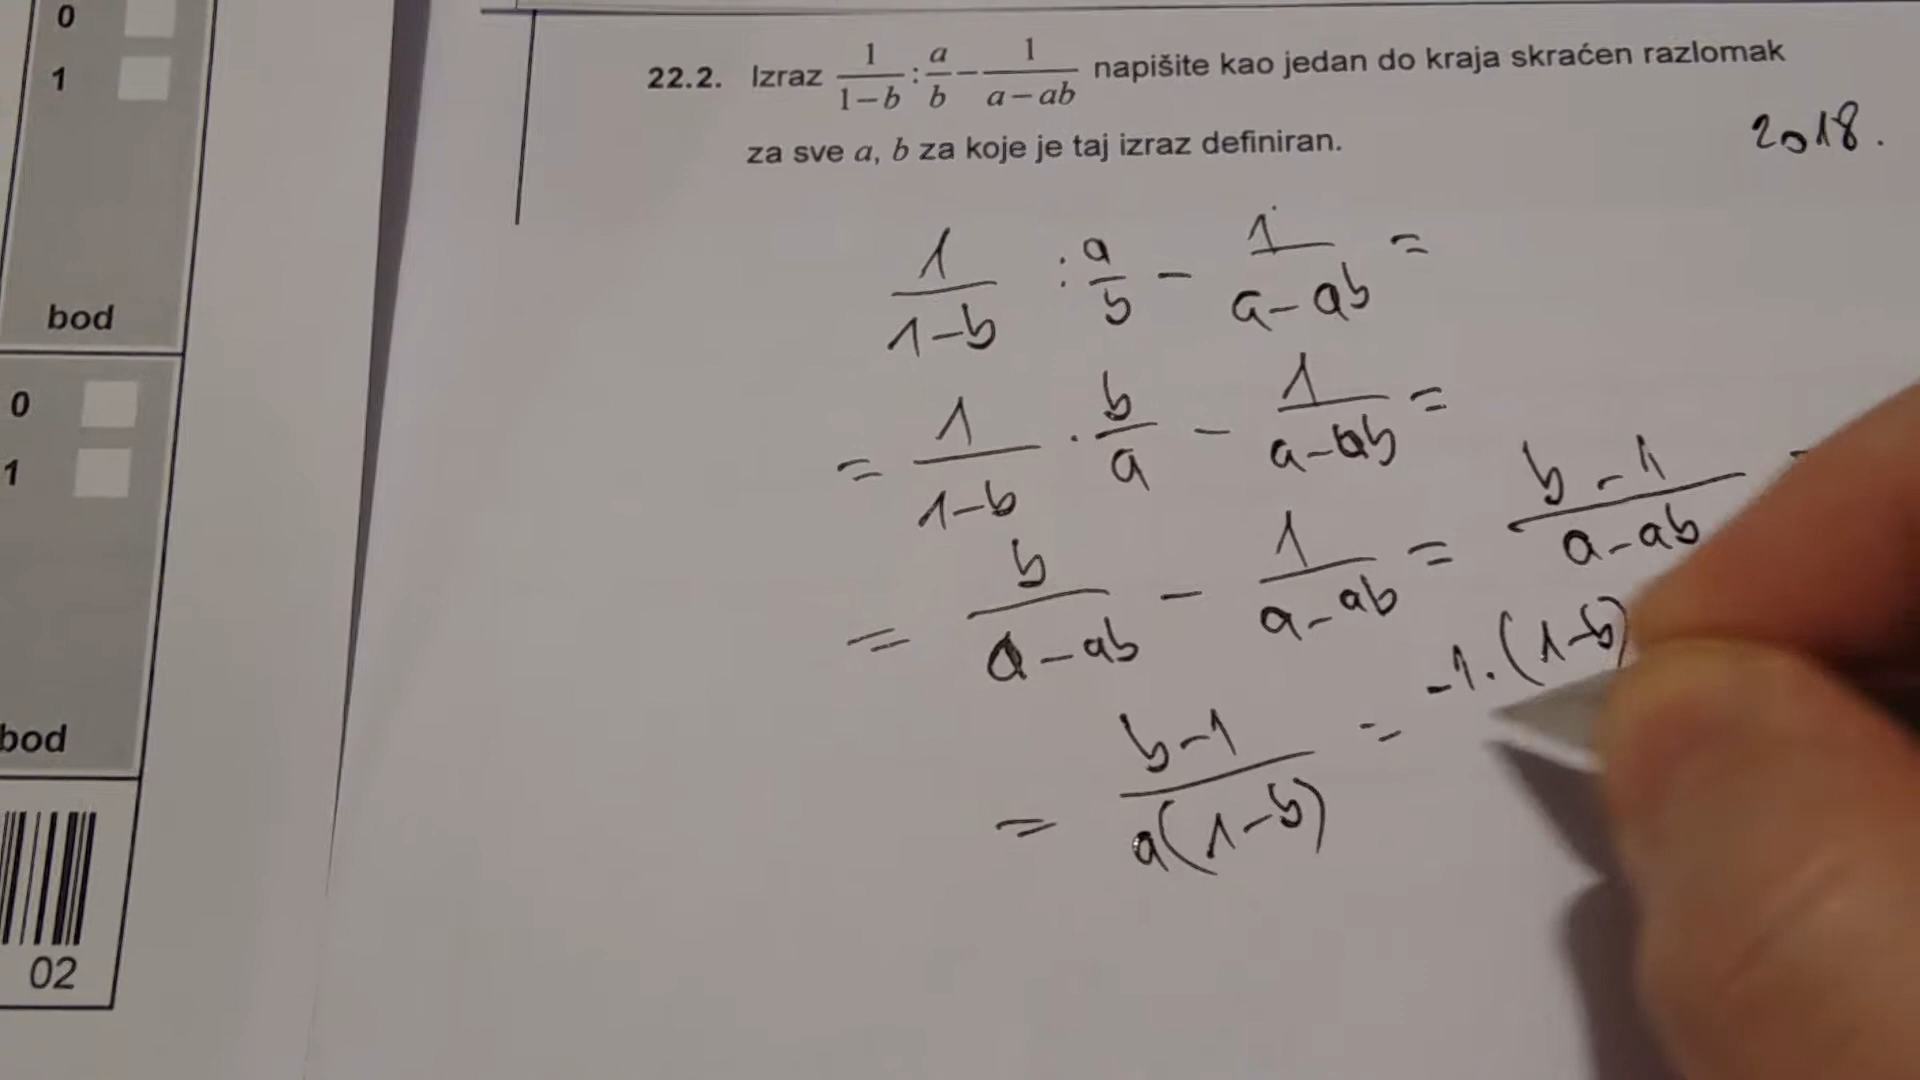 0
1
bod
0
1
bod
02
22.2. Izraz 1/(1-b) : a/b - 1/(a-ab) napišite kao jedan do kraja skraćen razlomak
za sve a, b za koje je taj izraz definiran.
2018.
1/(1-b) : a/b - 1/(a-ab) =
= 1/(1-b) · b/a - 1/(a-ab) =
= b/(a-ab) - 1/(a-ab) = (b-1)/(a-ab)
= (b-1)/(a(1-b)) = -1·(1-b)